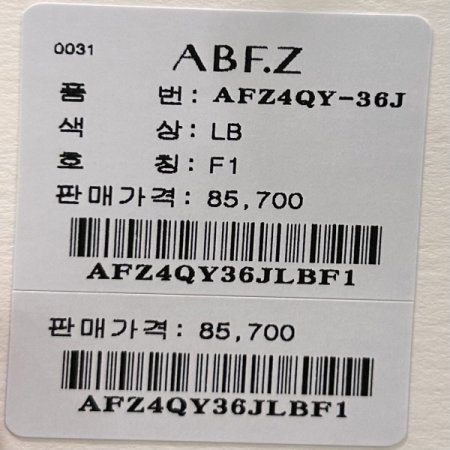 0031 ABF.Z
품 번: AFZ4QY-36J
색 상: LB
호 칭: F1
판매가격: 85,700
AFZ4QY36JLBF1
판매가격: 85,700
AFZ4QY36JLBF1